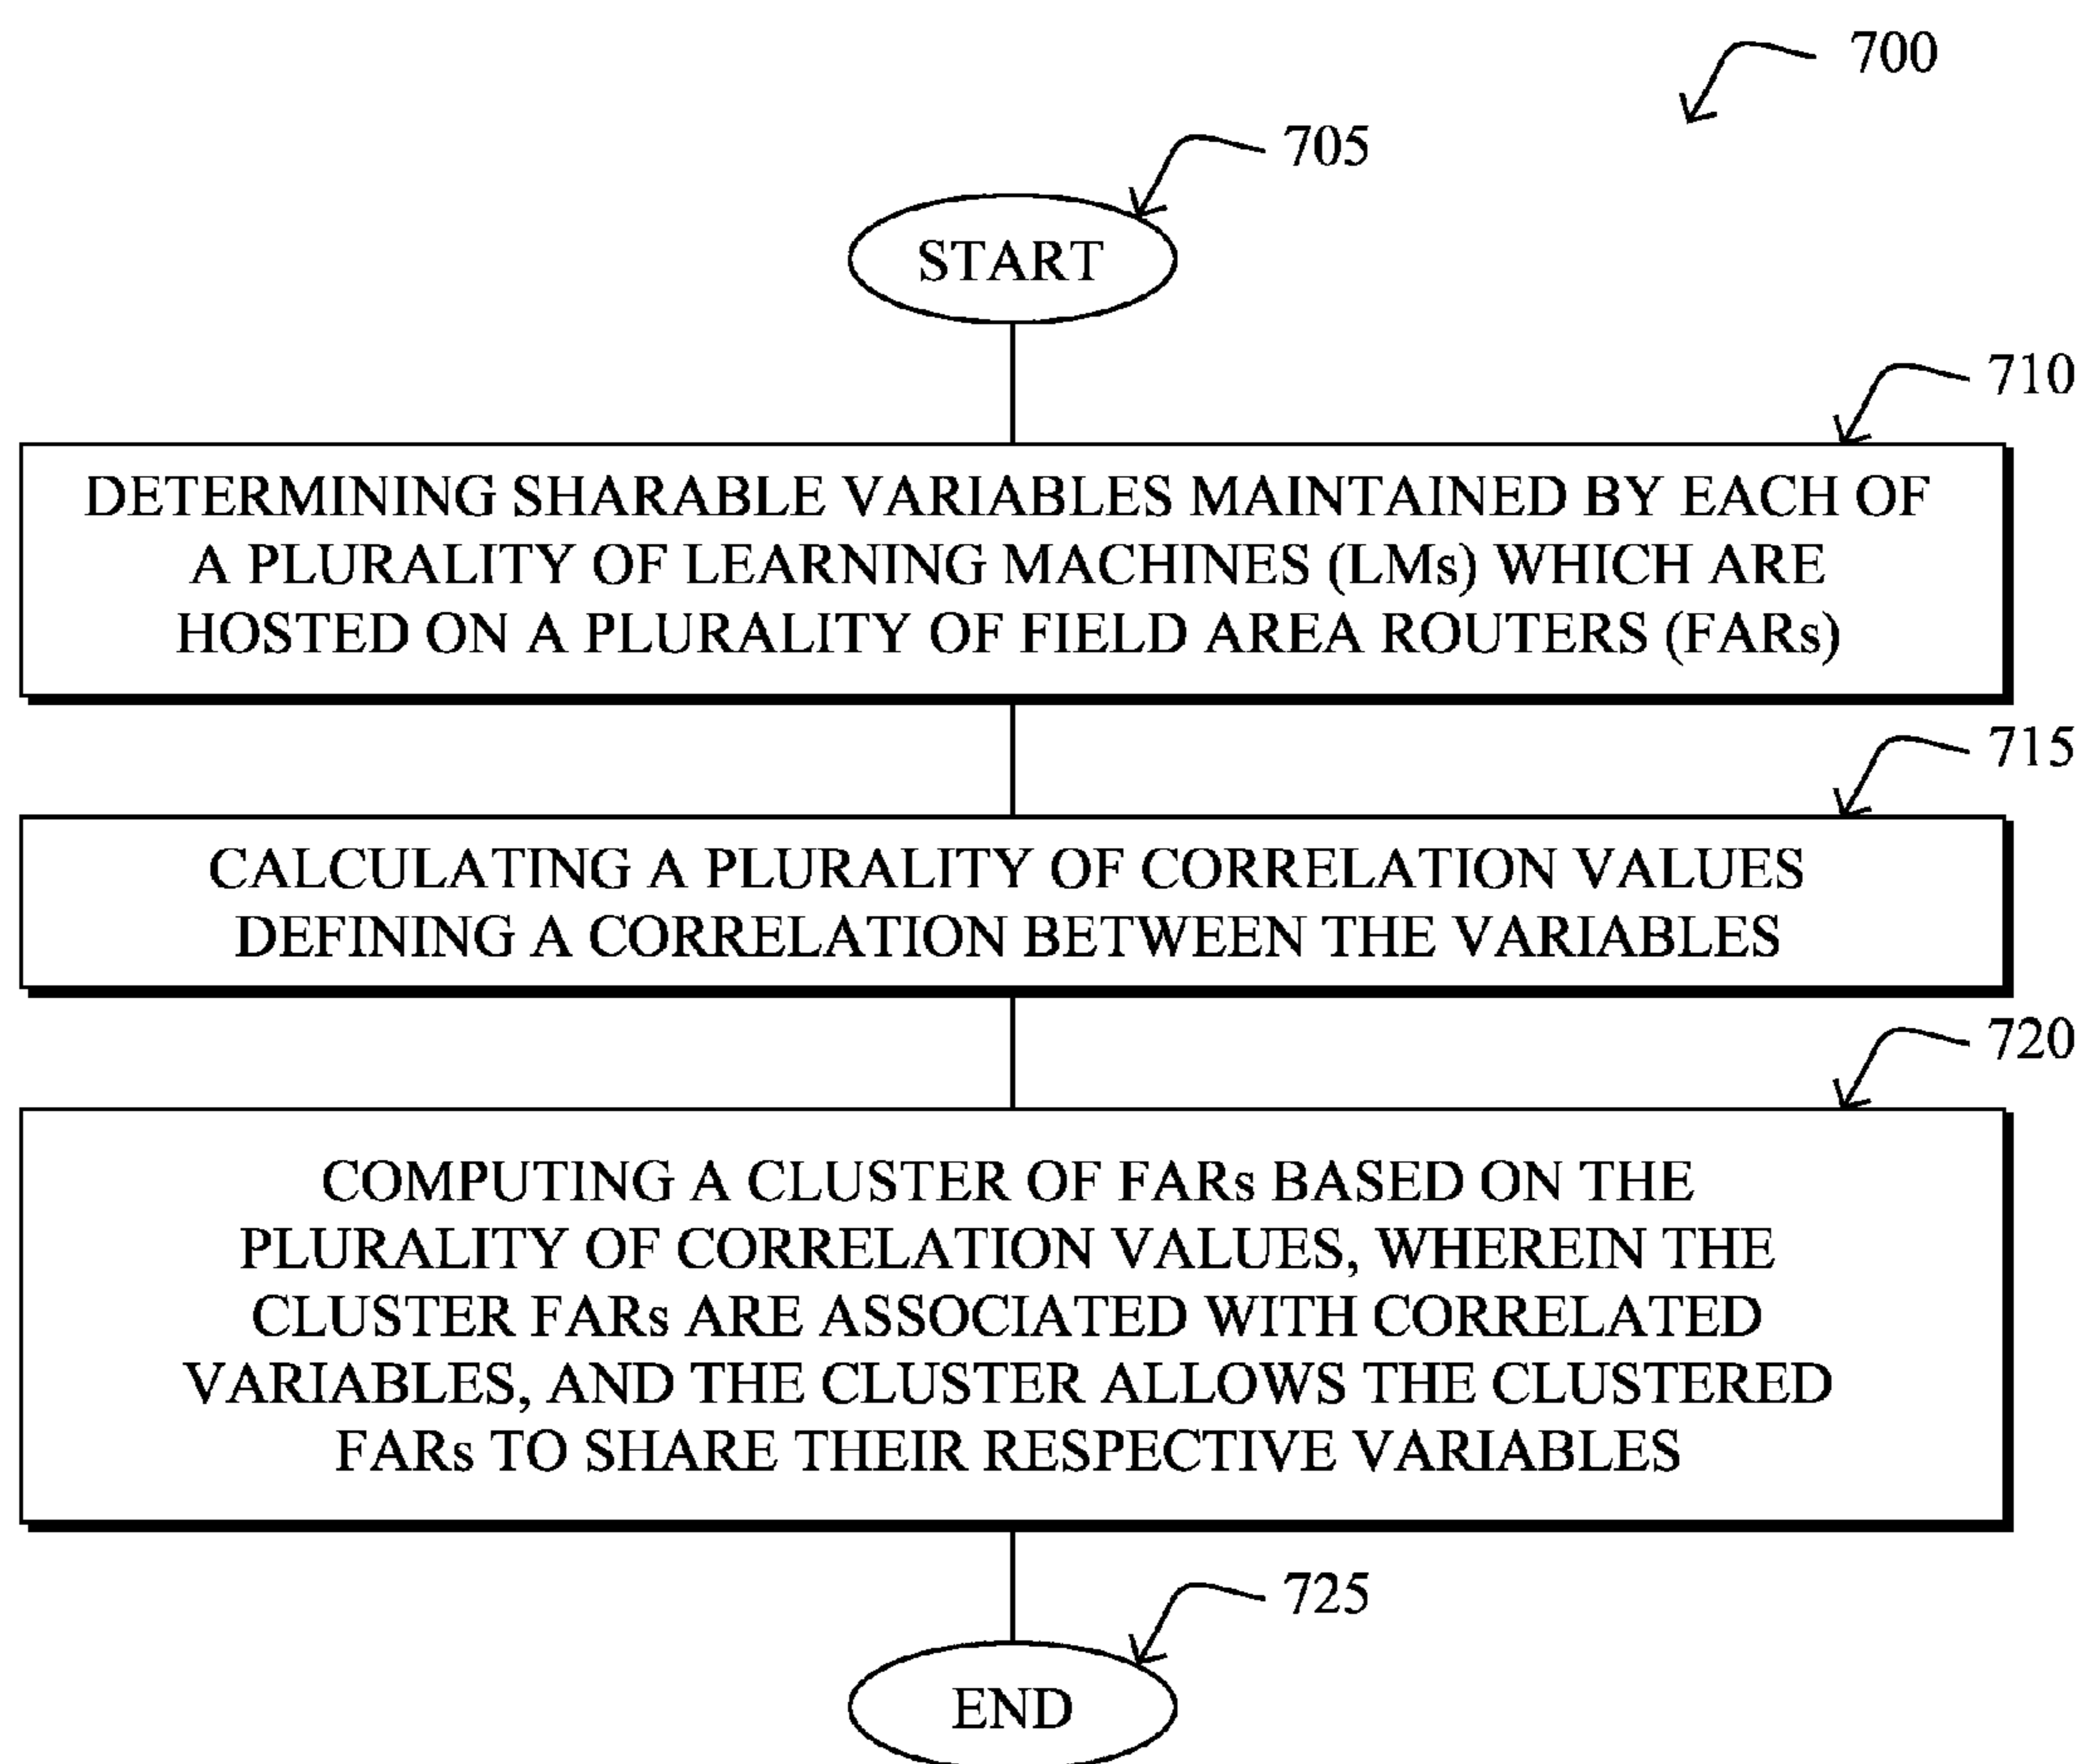 700
705
START
710
DETERMINING SHARABLE VARIABLES MAINTAINED BY EACH OF
A PLURALITY OF LEARNING MACHINES (LMs) WHICH ARE
HOSTED ON A PLURALITY OF FIELD AREA ROUTERS (FARs)
715
CALCULATING A PLURALITY OF CORRELATION VALUES
DEFINING A CORRELATION BETWEEN THE VARIABLES
720
COMPUTING A CLUSTER OF FARs BASED ON THE
PLURALITY OF CORRELATION VALUES, WHEREIN THE
CLUSTER FARs ARE ASSOCIATED WITH CORRELATED
VARIABLES, AND THE CLUSTER ALLOWS THE CLUSTERED
FARs TO SHARE THEIR RESPECTIVE VARIABLES
725
END